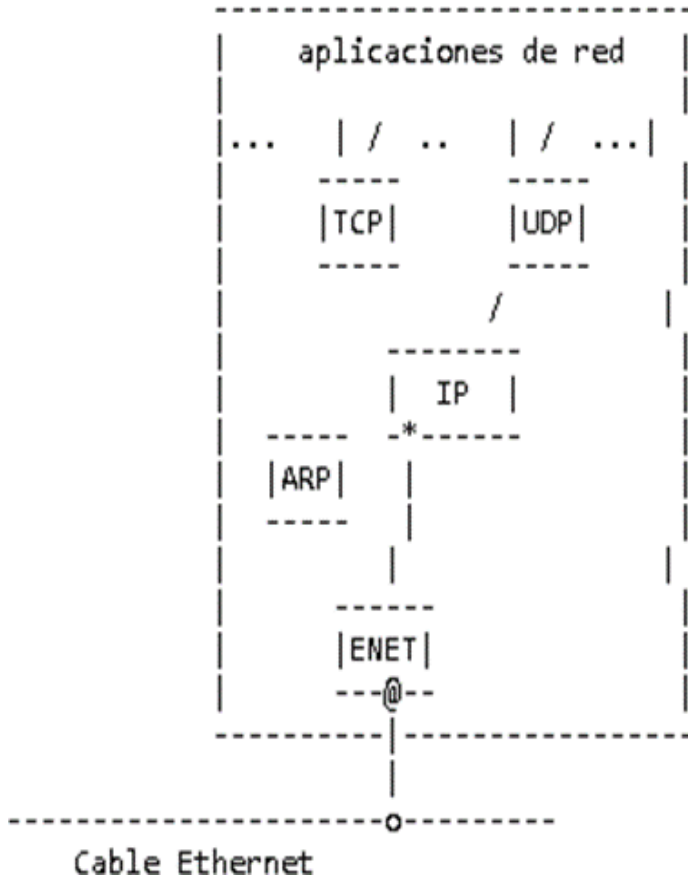 aplicaciones de red
... | / .. | / ...|
|TCP| |UDP|
/ |
| IP |
----- -*------
|ARP| |
----- |
| |
------
|ENET|
---@--
----------|-----------------
|
----------------------o---------
Cable Ethernet